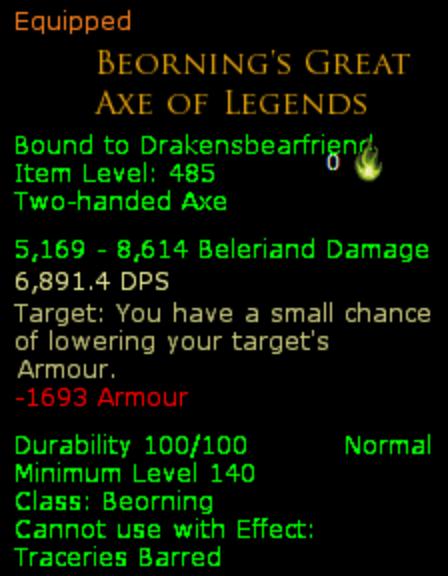 Equipped
BEORNING'S GREAT
AXE OF LEGENDS
Bound to Drakensbearfriend
0
Item Level: 485
Two-handed Axe
5,169 - 8,614 Beleriand Damage
6,891.4 DPS
Target: You have a small chance
of lowering your target's
Armour.
-1693 Armour
Durability 100/100 Normal
Minimum Level 140
Class: Beorning
Cannot use with Effect:
Traceries Barred